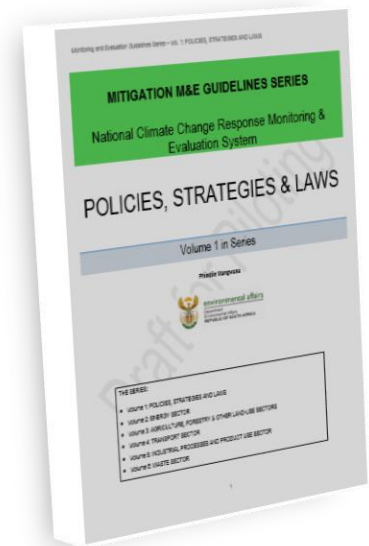 Monitoring and Evaluation Guidelines Series – Vol. 1: POLICIES, STRATEGIES AND LAWS
MITIGATION M&E GUIDELINES SERIES
National Climate Change Response Monitoring &
Evaluation System
POLICIES, STRATEGIES & LAWS
Volume 1 in Series
Draft for Piloting
environmental affairs
Department:
Environmental Affairs
REPUBLIC OF SOUTH AFRICA
THE SERIES:
• Volume 1: POLICIES, STRATEGIES AND LAWS
• Volume 2: ENERGY SECTOR
• Volume 3: AGRICULTURE, FORESTRY & OTHER LAND-USE SECTORS
• Volume 4: TRANSPORT SECTOR
• Volume 5: INDUSTRIAL PROCESSES AND PRODUCT USE SECTOR
• Volume 6: WASTE SECTOR
1